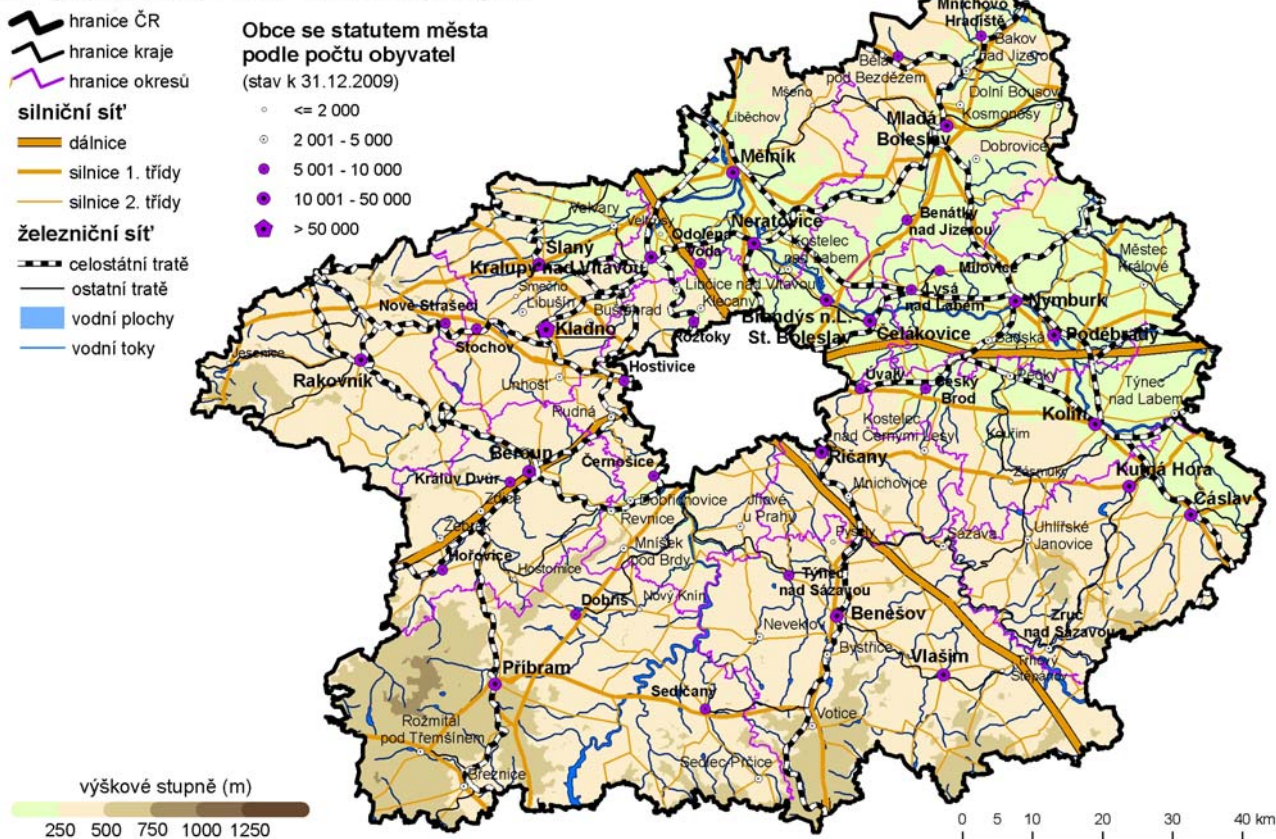 hranice ČR
hranice kraje
hranice okresů
silniční síť
dálnice
silnice 1. třídy
silnice 2. třídy
železniční síť
celostátní tratě
ostatní tratě
vodní plochy
vodní toky
Obce se statutem města
podle počtu obyvatel
(stav k 31.12.2009)
<= 2 000
2 001 - 5 000
5 001 - 10 000
10 001 - 50 000
> 50 000
Mnichovo
Hradiště
Bakov
nad Jizerou
Bělá
pod Bezdězem
Mšeno
Dolní Bousov
Kosmonosy
Liběchov
Mladá
Boleslav
Dobrovice
Mělník
Velvary
Neratovice
Benátky
nad Jizerou
Odolena
Voda
Kostelec
nad Labem
Slaný
Kralupy nad Vltavou
Milovice
Městec
Králové
Smečno
Libušín
Libčice nad Vltavou
Klecany
Lysá
nad Labem
Nymburk
Nové Strašecí
Buštěhrad
Kladno
Brandýs n.L.-
St. Boleslav
Čelákovice
Sadská
Poděbrady
Stochov
Roztoky
Jesenice
Rakovník
Hostivice
Unhošť
Úvaly
Český
Brod
Pečky
Týnec
nad Labem
Rudná
Kostelec
nad Černými Lesy
Kouřim
Kolín
Beroun
Černošice
Říčany
Zásmuky
Kutná Hora
Králův Dvůr
Mnichovice
Čáslav
Zdice
Dobřichovice
Řevnice
Jílové
u Prahy
Žebrák
Pyšely
Sázava
Uhlířské
Janovice
Hořovice
Mníšek
pod Brdy
Hostomice
Týnec
nad Sázavou
Dobříš
Nový Knín
Neveklov
Benešov
Zruč
nad Sázavou
Bystřice
Vlašim
Trhový
Štěpánov
Příbram
Sedlčany
Votice
Rožmitál
pod Třemšínem
Sedlec-Prčice
Březnice
výškové stupně (m)
250 500 750 1000 1250
0 5 10 20 30 40 km